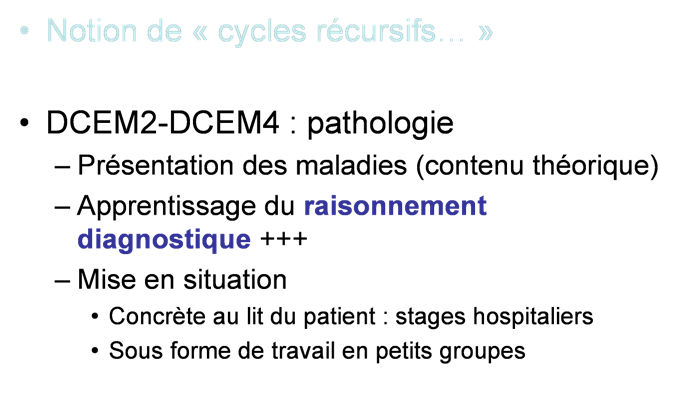 • Notion de « cycles récursifs… »
• DCEM2-DCEM4 : pathologie
– Présentation des maladies (contenu théorique)
– Apprentissage du raisonnement
diagnostique +++
– Mise en situation
• Concrète au lit du patient : stages hospitaliers
• Sous forme de travail en petits groupes